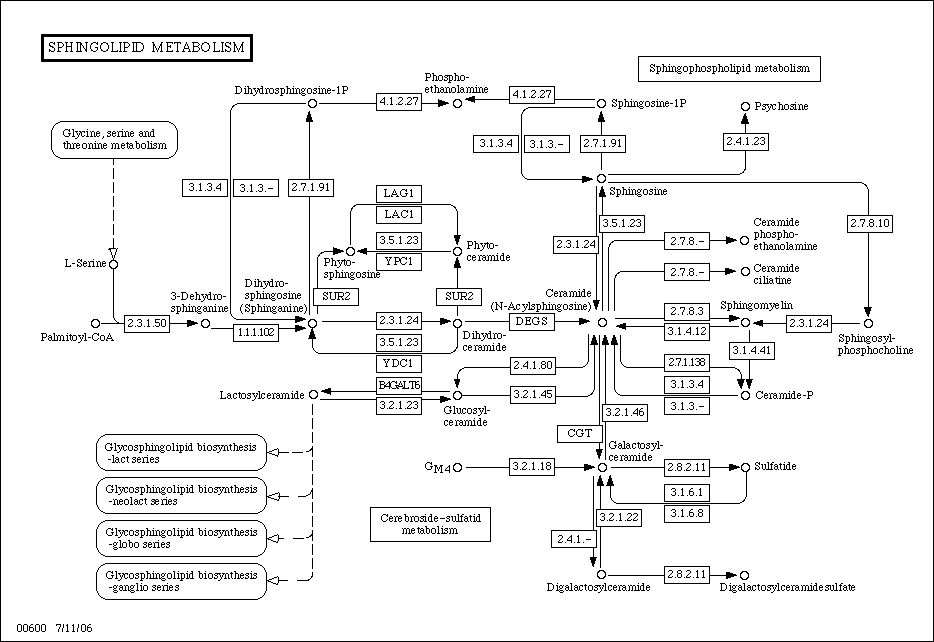 SPHINGOLIPID METABOLISM
Sphingophospholipid metabolism
Phospho-
ethanolamine
Dihydrosphingosine-1P
4.1.2.27
4.1.2.27
Sphingosine-1P
Psychosine
Glycine, serine and
threonine metabolism
3.1.3.4
3.1.3.-
2.7.1.91
2.4.1.23
3.1.3.4
3.1.3.-
2.7.1.91
Sphingosine
LAG1
LAC1
3.5.1.23
2.7.8.10
3.5.1.23
YPC1
2.3.1.24
2.7.8.-
Ceramide
phospho-
ethanolamine
L-Serine
Phyto-
sphingosine
Phyto-
ceramide
2.7.8.-
Ceramide
ciliatine
3-Dehydro-
sphinganine
Dihydro-
sphingosine
(Sphinganine)
SUR2
SUR2
Ceramide
(N-Acylsphingosine)
Sphingomyelin
Palmitoyl-CoA
2.3.1.50
1.1.1.102
2.3.1.24
3.5.1.23
YDC1
Dihydro-
ceramide
DEGS
2.7.8.3
3.1.4.12
2.3.1.24
Sphingosyl-
phosphocholine
3.1.4.41
2.4.1.80
2.7.1.138
3.1.3.4
3.1.3.-
Ceramide-P
Lactosylceramide
B4GALT6
3.2.1.23
Glucosyl-
ceramide
3.2.1.45
3.2.1.46
CGT
Galactosyl-
ceramide
Glycosphingolipid biosynthesis
-lact series
GM4
3.2.1.18
2.8.2.11
Sulfatide
3.1.6.1
3.1.6.8
Glycosphingolipid biosynthesis
-neolact series
Cerebroside-sulfatid
metabolism
3.2.1.22
2.4.1.-
Glycosphingolipid biosynthesis
-globo series
Glycosphingolipid biosynthesis
-ganglio series
Digalactosylceramide
2.8.2.11
Digalactosylceramidesulfate
00600 7/11/06